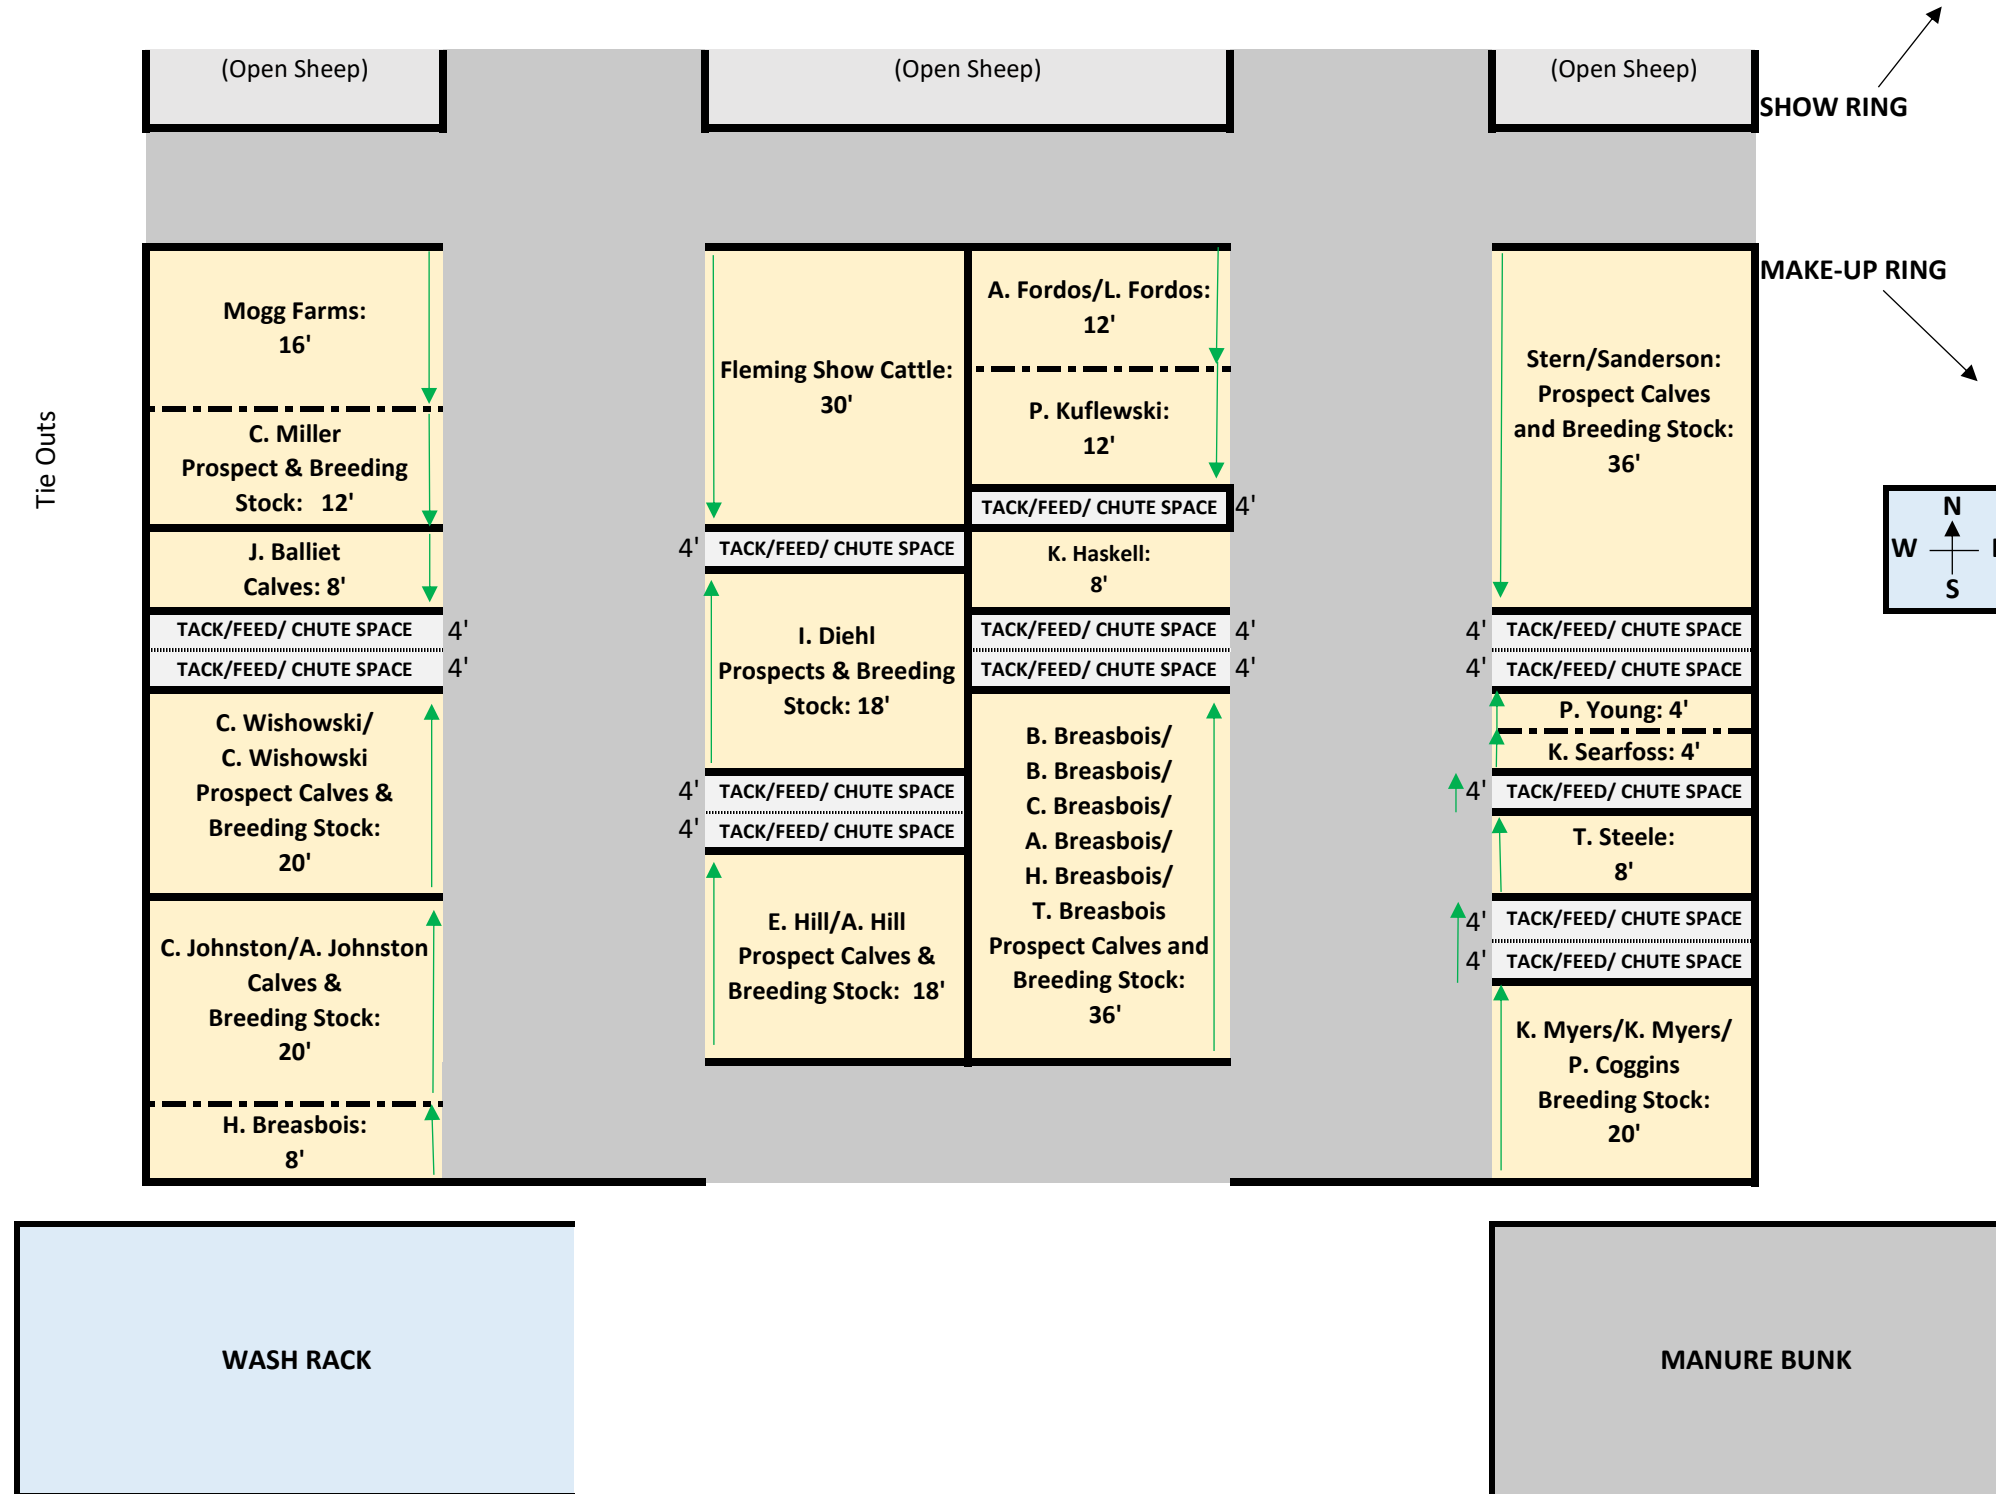 (Open Sheep)
(Open Sheep)
(Open Sheep)
SHOW RING
MAKE-UP RING
Tie Outs
Mogg Farms:
16'
C. Miller
Prospect & Breeding
Stock:   12'
J. Balliet
Calves: 8'
TACK/FEED/ CHUTE SPACE 4'
TACK/FEED/ CHUTE SPACE 4'
C. Wishowski/
C. Wishowski
Prospect Calves &
Breeding Stock:
20'
C. Johnston/A. Johnston
Calves &
Breeding Stock:
20'
H. Breasbois:
8'
Fleming Show Cattle:
30'
4' TACK/FEED/ CHUTE SPACE
I. Diehl
Prospects & Breeding
Stock: 18'
4' TACK/FEED/ CHUTE SPACE
4' TACK/FEED/ CHUTE SPACE
E. Hill/A. Hill
Prospect Calves &
Breeding Stock:  18'
A. Fordos/L. Fordos:
12'
P. Kuflewski:
12'
TACK/FEED/ CHUTE SPACE 4'
K. Haskell:
8'
TACK/FEED/ CHUTE SPACE 4'
TACK/FEED/ CHUTE SPACE 4'
B. Breasbois/
B. Breasbois/
C. Breasbois/
A. Breasbois/
H. Breasbois/
T. Breasbois
Prospect Calves and
Breeding Stock:
36'
Stern/Sanderson:
Prospect Calves
and Breeding Stock:
36'
4' TACK/FEED/ CHUTE SPACE
4' TACK/FEED/ CHUTE SPACE
P. Young: 4'
K. Searfoss: 4'
4' TACK/FEED/ CHUTE SPACE
T. Steele:
8'
4' TACK/FEED/ CHUTE SPACE
4' TACK/FEED/ CHUTE SPACE
K. Myers/K. Myers/
P. Coggins
Breeding Stock:
20'
N
W
S
WASH RACK
MANURE BUNK